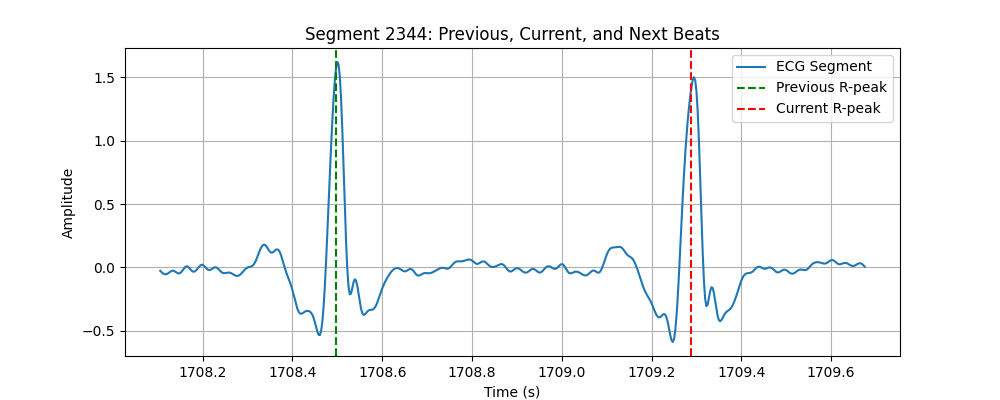 Segment 2344: Previous, Current, and Next Beats
ECG Segment
Previous R-peak
Current R-peak
1.5
1.0
0.5
0.0
−0.5
Amplitude
1708.2 1708.4 1708.6 1708.8 1709.0 1709.2 1709.4 1709.6
Time (s)